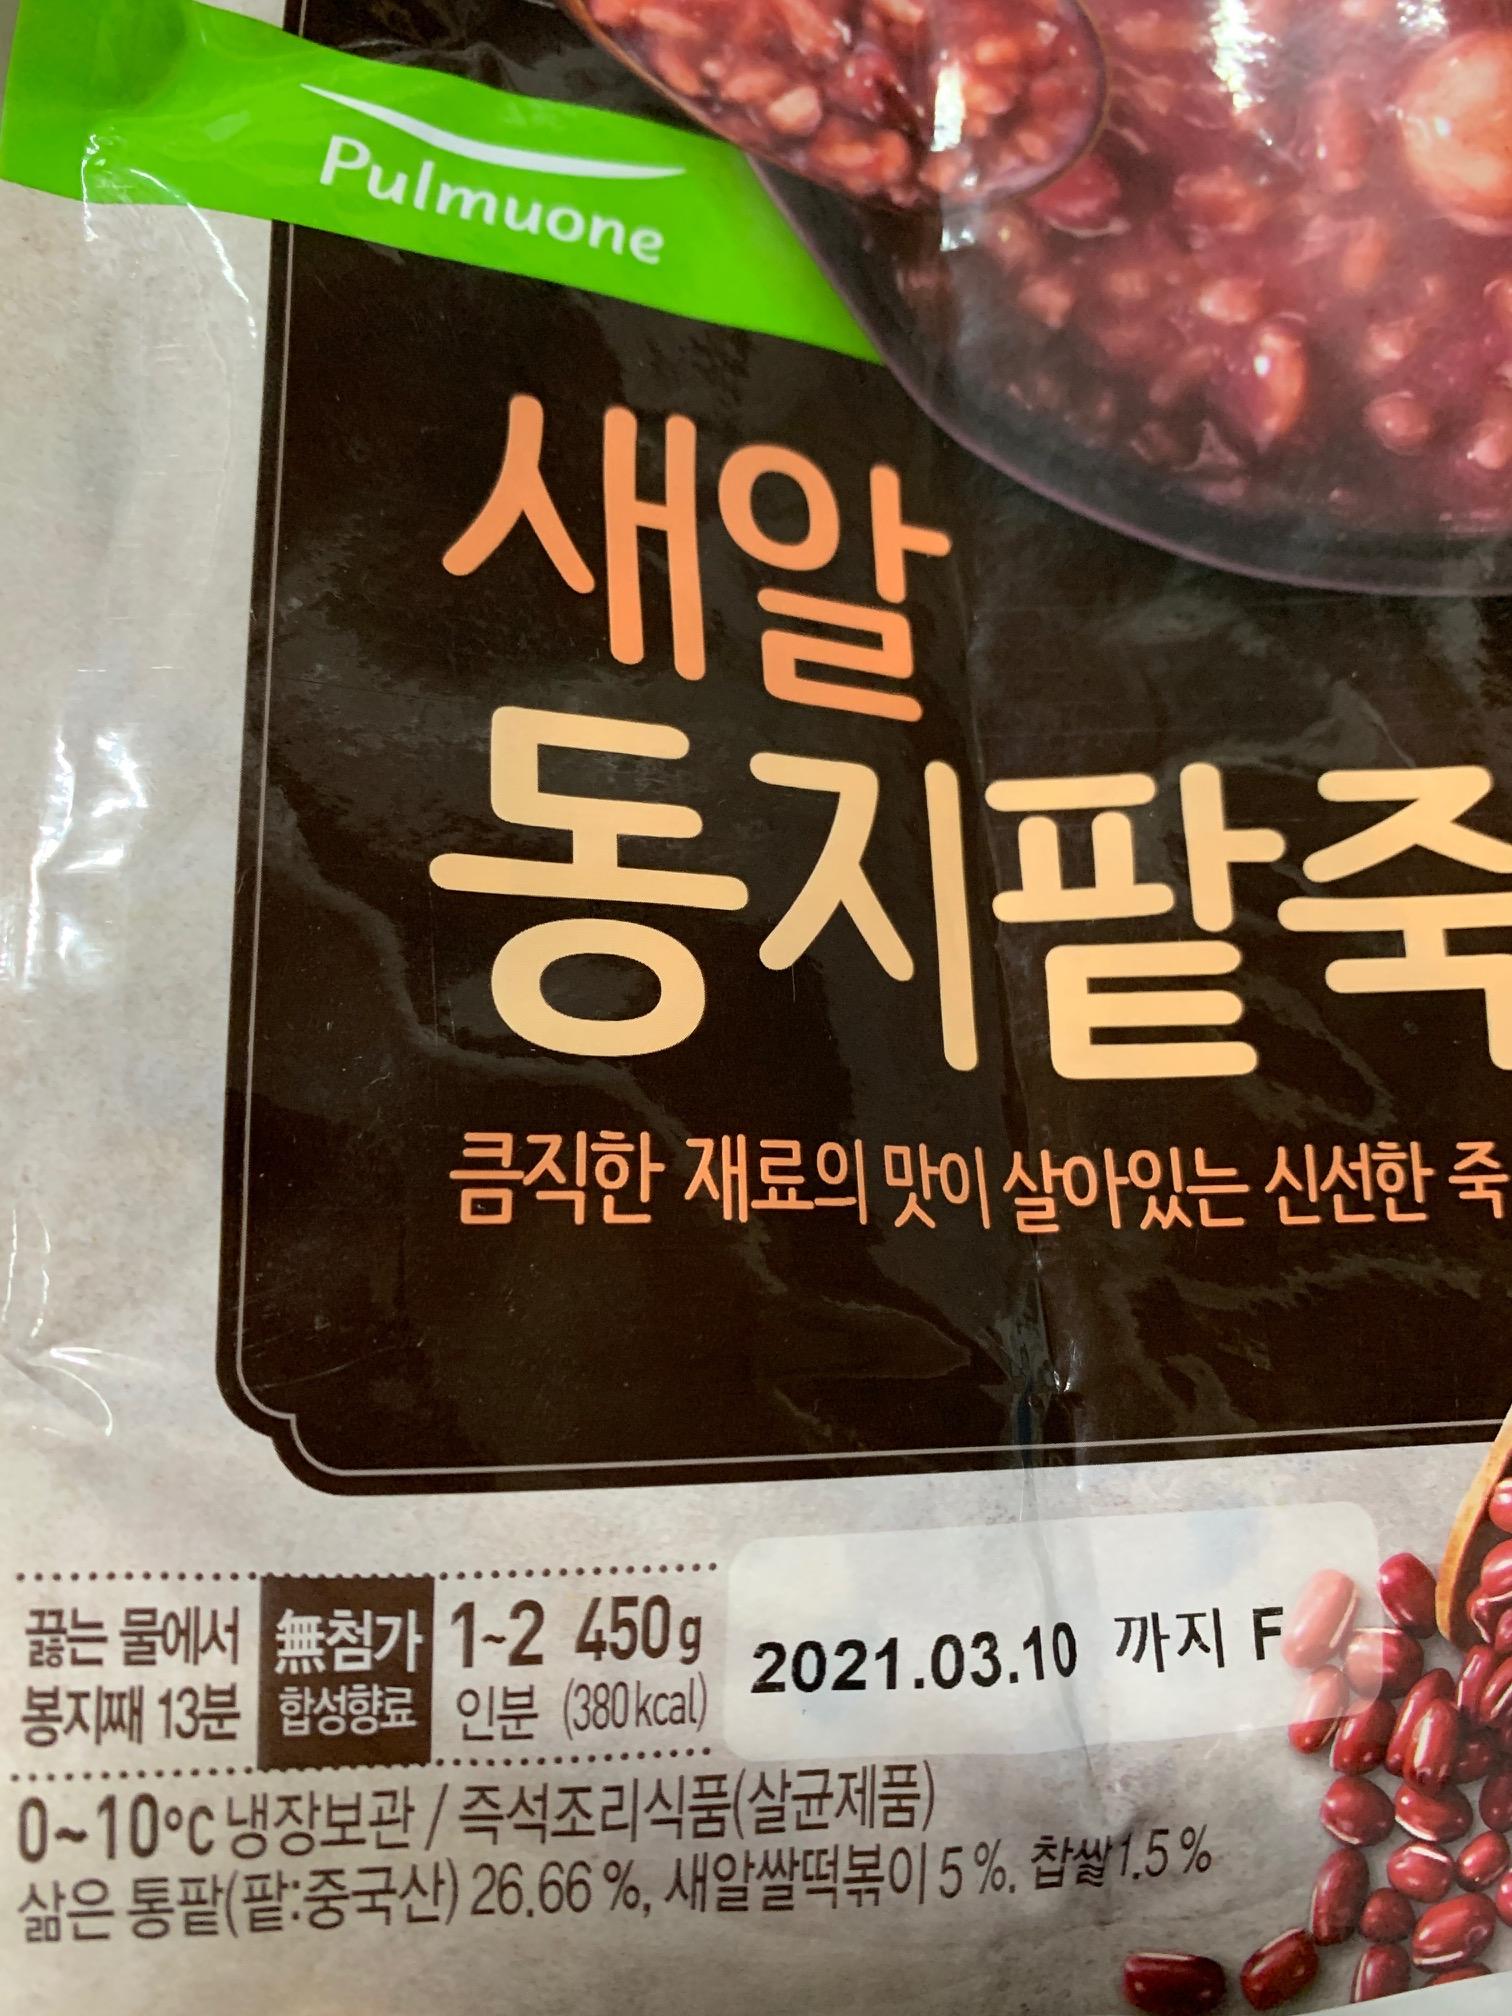 Pulmuone
새알
동지팥죽
큼직한 재료의 맛이 살아있는 신선한 죽
끓는 물에서
봉지째 13분
無첨가
합성향료
1~2
인분
450g
(380kcal)
2021.03.10 까지 F
0~10℃ 냉장보관 / 즉석조리식품(살균제품)
삶은 통팥(팥:중국산) 26.66%, 새알쌀떡볶이 5%, 찹쌀 1.5%